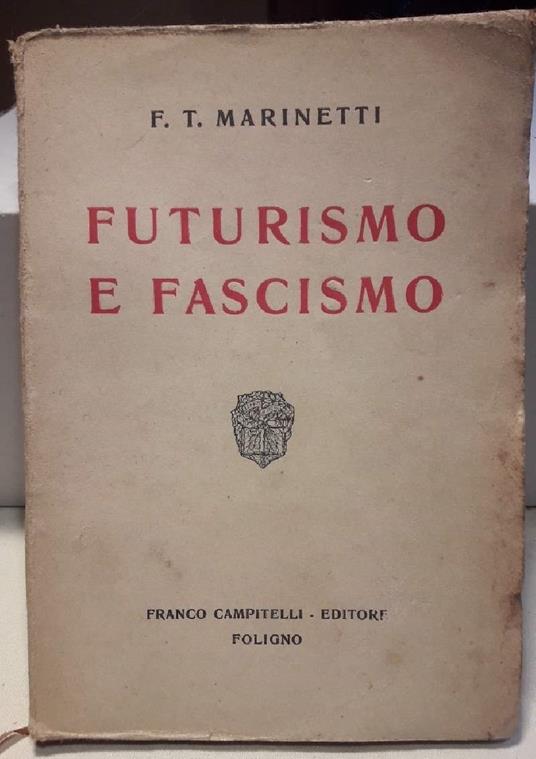 F. T. MARINETTI
FUTURISMO
E FASCISMO
FRANCO CAMPITELLI - EDITORE
FOLIGNO